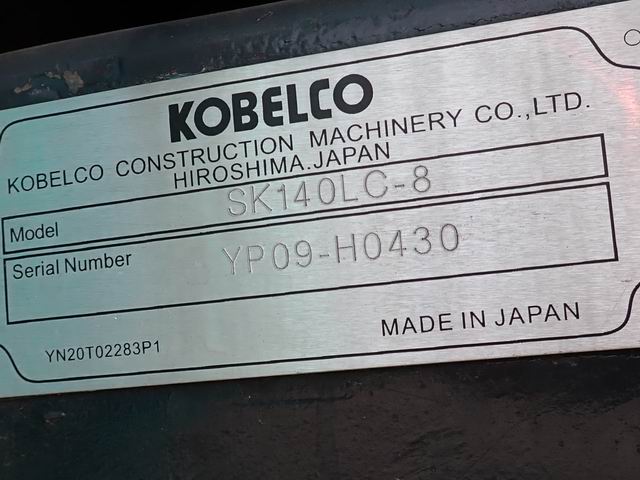 KOBELCO
KOBELCO CONSTRUCTION MACHINERY CO.,LTD.
HIROSHIMA.JAPAN
Model SK140LC-8
Serial Number YP09-H0430
YN20T02283P1 MADE IN JAPAN